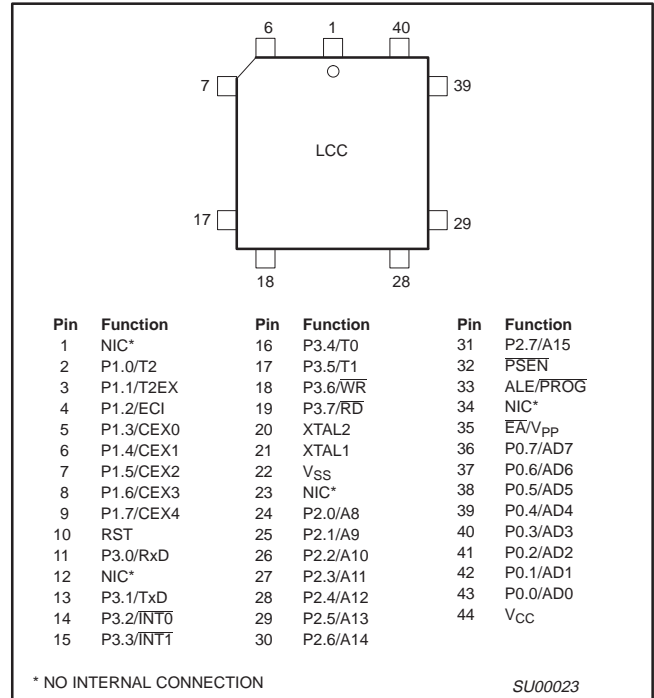 6 1 40
7 39
LCC
17 29
18 28
Pin Function Pin Function Pin Function
1 NIC* 16 P3.4/T0 31 P2.7/A15
2 P1.0/T2 17 P3.5/T1 32 P̅S̅E̅N̅
3 P1.1/T2EX 18 P3.6/W̅R̅ 33 ALE/P̅R̅O̅G̅
4 P1.2/ECI 19 P3.7/R̅D̅ 34 NIC*
5 P1.3/CEX0 20 XTAL2 35 E̅A̅/VPP
6 P1.4/CEX1 21 XTAL1 36 P0.7/AD7
7 P1.5/CEX2 22 VSS 37 P0.6/AD6
8 P1.6/CEX3 23 NIC* 38 P0.5/AD5
9 P1.7/CEX4 24 P2.0/A8 39 P0.4/AD4
10 RST 25 P2.1/A9 40 P0.3/AD3
11 P3.0/RxD 26 P2.2/A10 41 P0.2/AD2
12 NIC* 27 P2.3/A11 42 P0.1/AD1
13 P3.1/TxD 28 P2.4/A12 43 P0.0/AD0
14 P3.2/I̅N̅T̅0̅ 29 P2.5/A13 44 VCC
15 P3.3/I̅N̅T̅1̅ 30 P2.6/A14
* NO INTERNAL CONNECTION SU00023